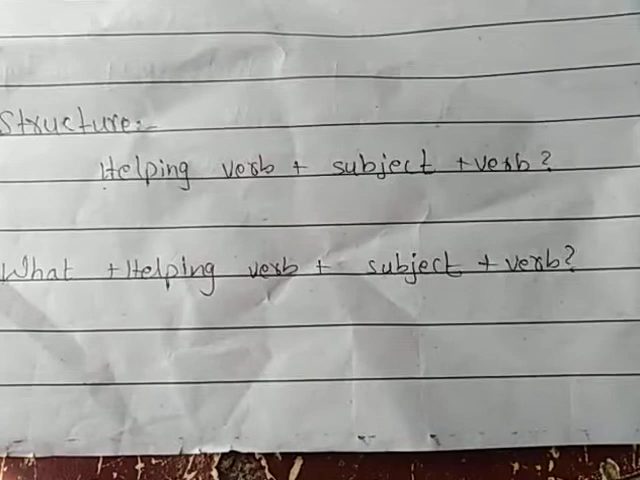 Structure:-
Helping verb + subject + verb?
What + Helping verb + subject + verb?